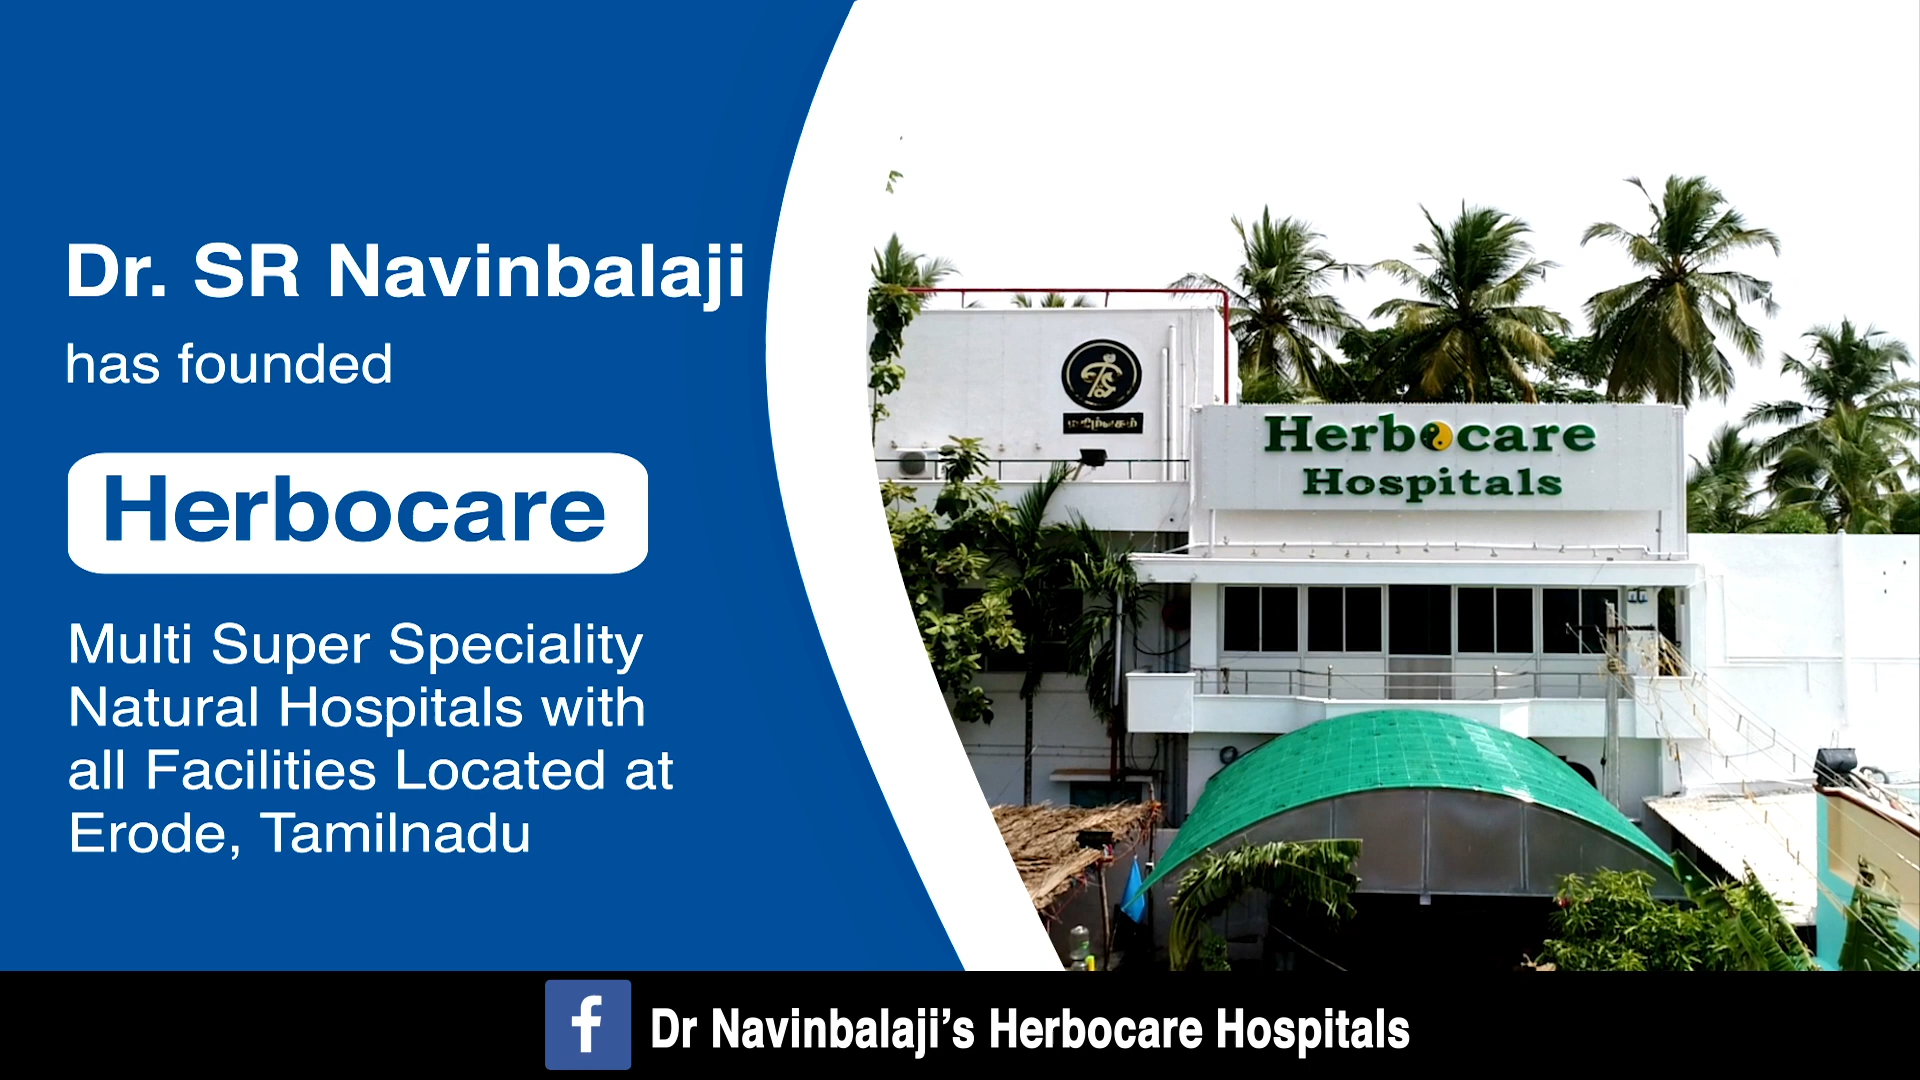 Dr. SR Navinbalaji
has founded
Herbocare
Multi Super Speciality
Natural Hospitals with
all Facilities Located at
Erode, Tamilnadu
Herbocare
Hospitals
Dr Navinbalaji's Herbocare Hospitals